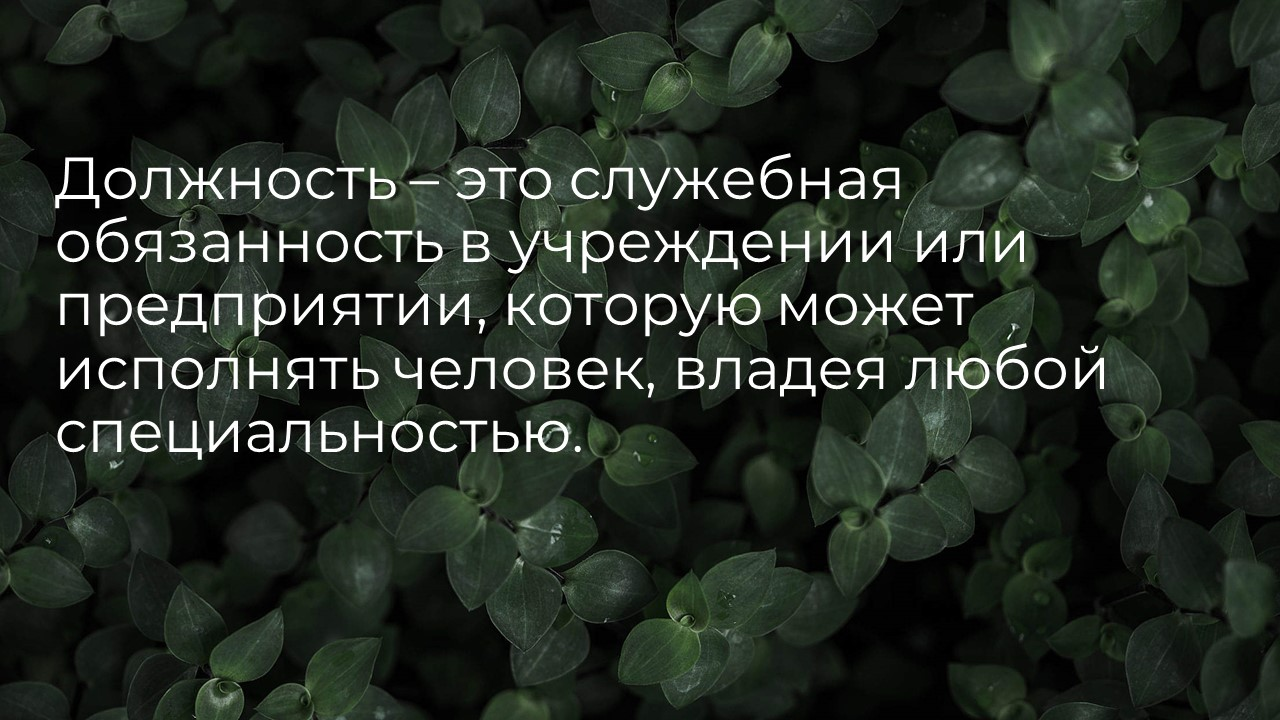 Должность – это служебная
обязанность в учреждении или
предприятии, которую может
исполнять человек, владея любой
специальностью.